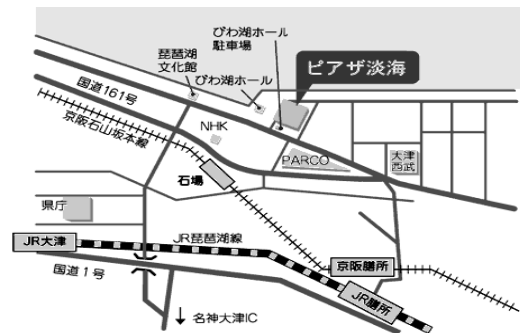 びわ湖ホール
駐車場
琵琶湖
文化館
びわ湖ホール
ピアザ淡海
国道161号
京阪石山坂本線
NHK
PARCO
大津
西武
石場
県庁
JR大津
JR琵琶湖線
国道1号
京阪膳所
JR膳所
↓ 名神大津IC